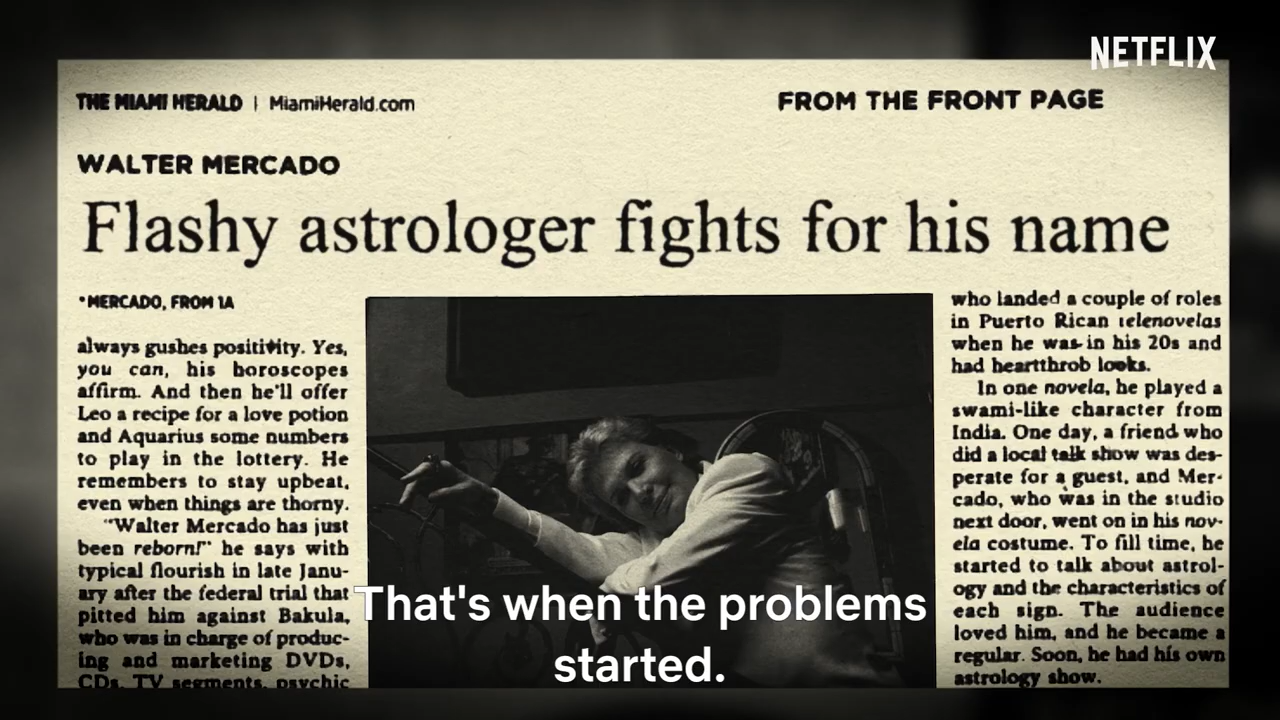 NETFLIX
THE MIAMI HERALD | MiamiHerald.com
FROM THE FRONT PAGE
WALTER MERCADO
Flashy astrologer fights for his name
*MERCADO, FROM 1A
always gushes positivity. Yes,
you can, his horoscopes
affirm. And then he'll offer
Leo a recipe for a love potion
and Aquarius some numbers
to play in the lottery. He
remembers to stay upbeat,
even when things are thorny.
"Walter Mercado has just
been reborn!" he says with
typical flourish in late Janu-
ary after the federal trial that
pitted him against Bakula,
who was in charge of produc-
ing and marketing DVDs,
CDs, TV segments, psychic
who landed a couple of roles
in Puerto Rican telenovelas
when he was in his 20s and
had heartthrob looks.
In one novela, he played a
swami-like character from
India. One day, a friend who
did a local talk show was des-
perate for a guest, and Mer-
cado, who was in the studio
next door, went on in his nov-
ela costume. To fill time, he
started to talk about astrol-
ogy and the characteristics of
each sign. The audience
loved him, and he became a
regular. Soon, he had his own
astrology show.
That's when the problems
started.